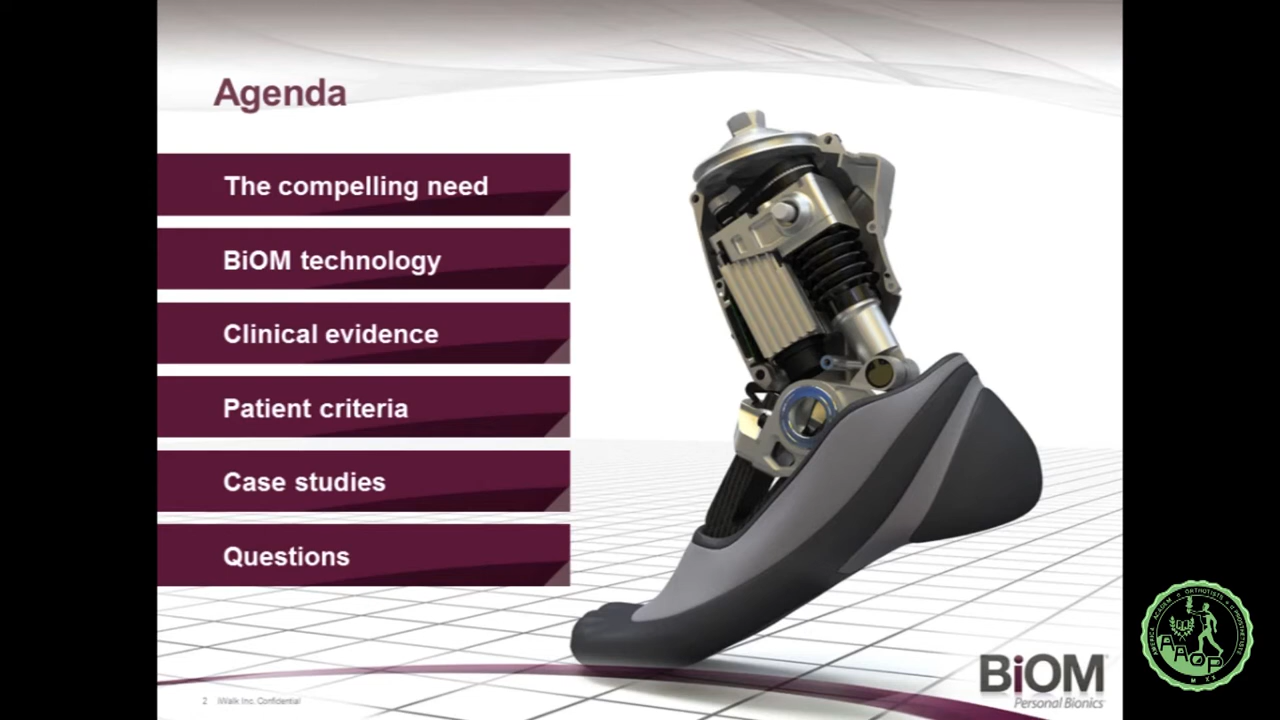 Agenda
The compelling need
BiOM technology
Clinical evidence
Patient criteria
Case studies
Questions
BiOM
Personal Bionics
2 iWalk Inc, Confidential
AAOP